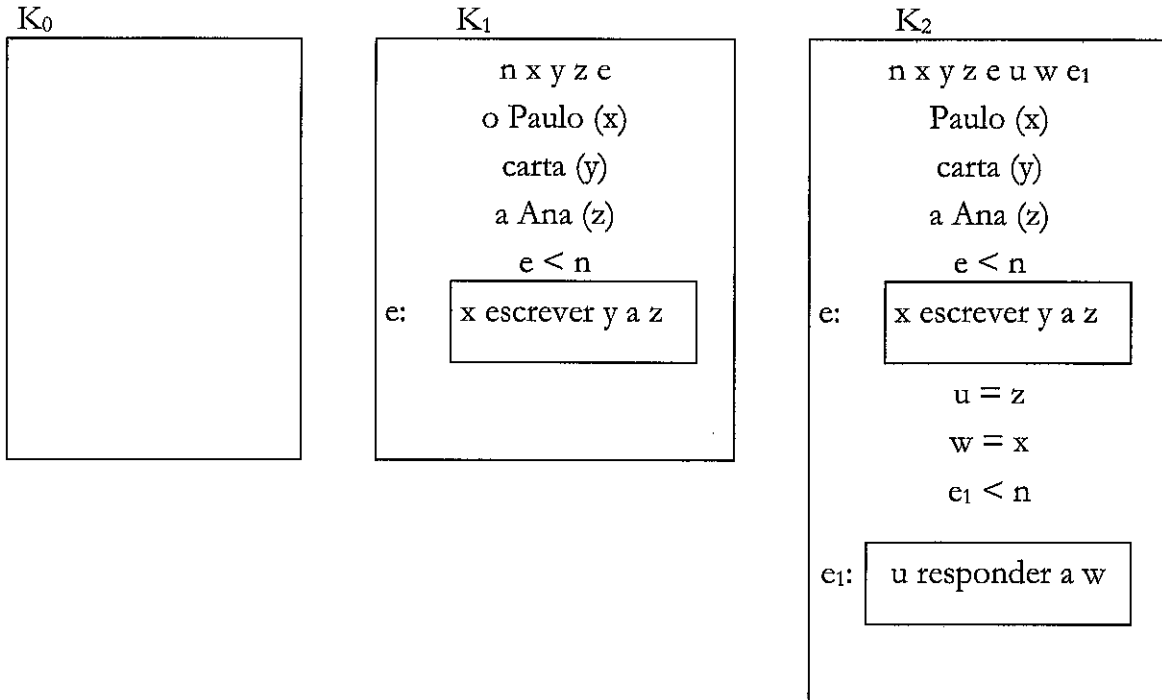 K₀
K₁
n x y z e
o Paulo (x)
carta (y)
a Ana (z)
e < n
e: x escrever y a z
K₂
n x y z e u w e₁
Paulo (x)
carta (y)
a Ana (z)
e < n
e: x escrever y a z
u = z
w = x
e₁ < n
e₁: u responder a w